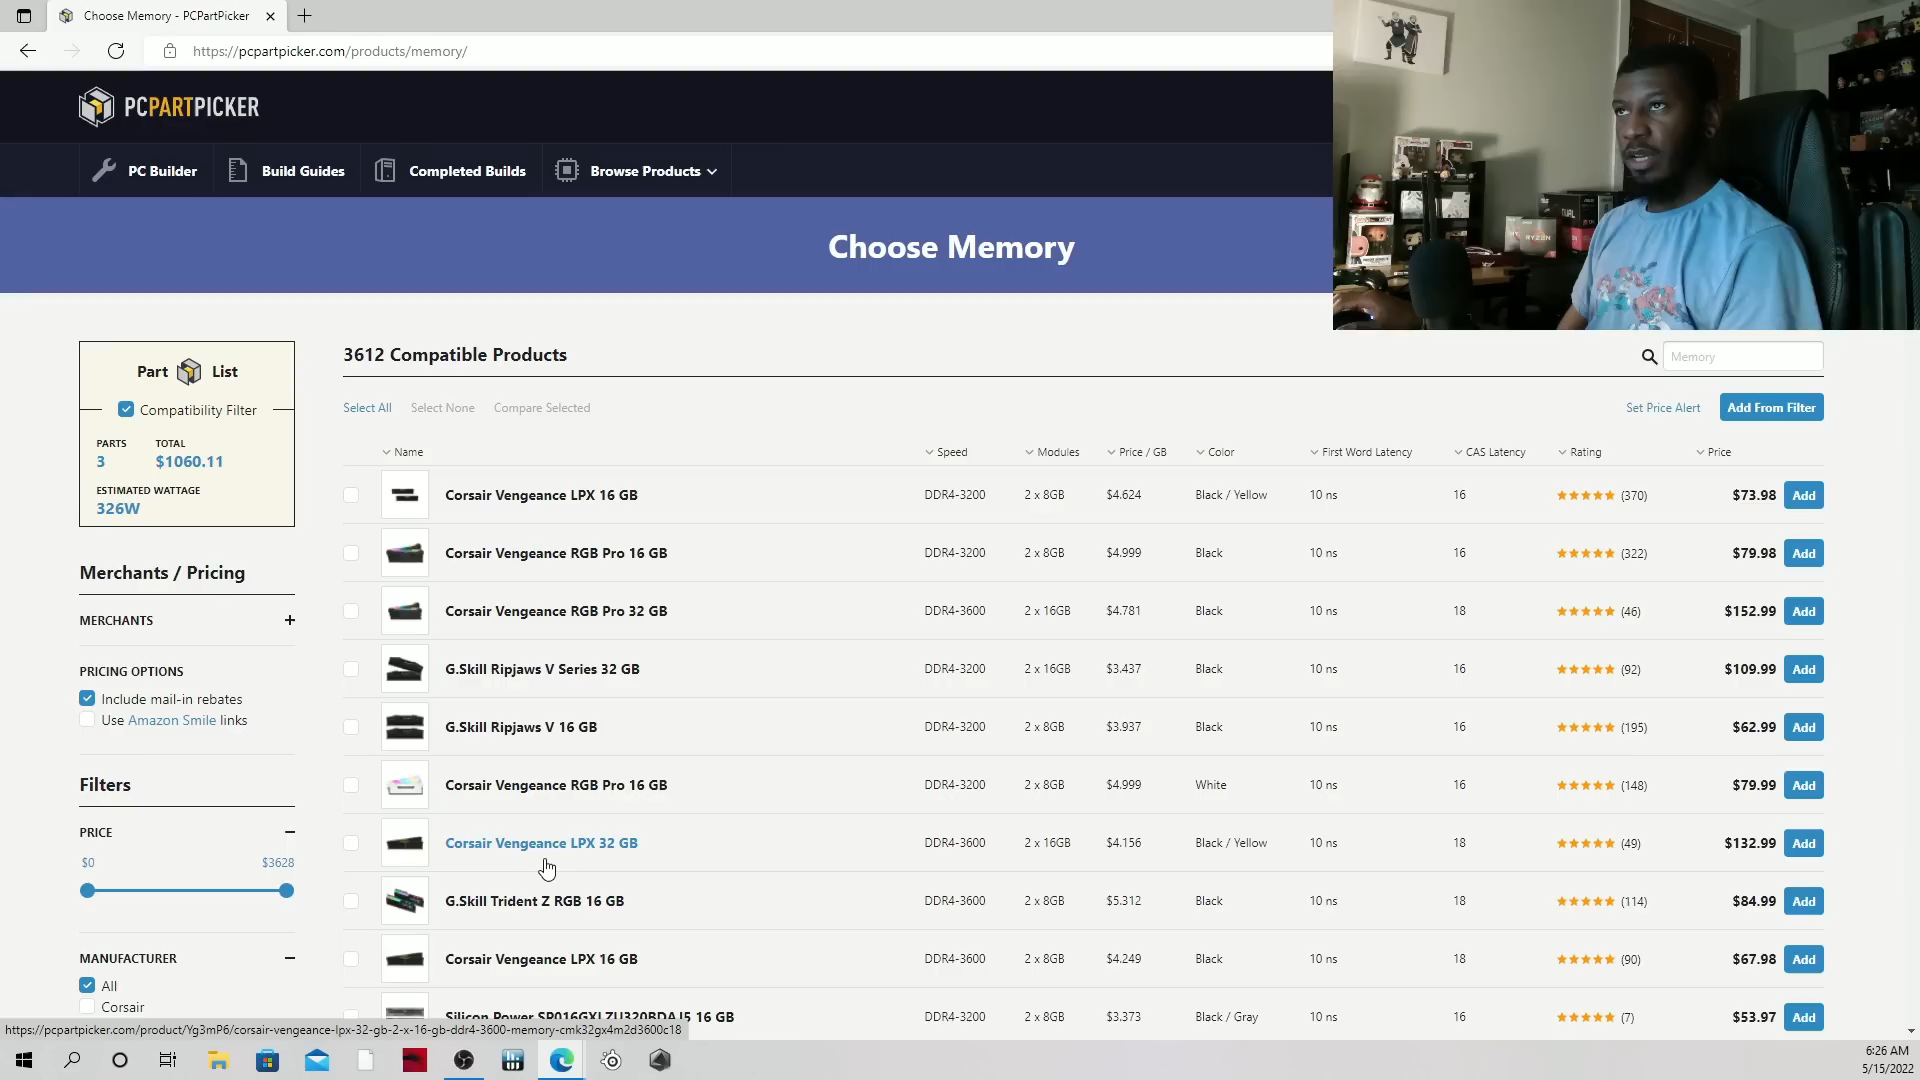 Choose Memory - PCPartPicker
https://pcpartpicker.com/products/memory/
PCPARTPICKER
PC Builder Build Guides Completed Builds Browse Products
Choose Memory
Part List
Compatibility Filter
PARTS TOTAL
3 $1060.11
ESTIMATED WATTAGE
326W
Merchants / Pricing
MERCHANTS
PRICING OPTIONS
Include mail-in rebates
Use Amazon Smile links
Filters
PRICE
$0 $3628
MANUFACTURER
All
Corsair
3612 Compatible Products
Memory
Select All Select None Compare Selected Set Price Alert Add From Filter
Name Speed Modules Price / GB Color First Word Latency CAS Latency Rating Price
Corsair Vengeance LPX 16 GB DDR4-3200 2 x 8GB $4.624 Black / Yellow 10 ns 16 (370) $73.98 Add
Corsair Vengeance RGB Pro 16 GB DDR4-3200 2 x 8GB $4.999 Black 10 ns 16 (322) $79.98 Add
Corsair Vengeance RGB Pro 32 GB DDR4-3600 2 x 16GB $4.781 Black 10 ns 18 (46) $152.99 Add
G.Skill Ripjaws V Series 32 GB DDR4-3200 2 x 16GB $3.437 Black 10 ns 16 (92) $109.99 Add
G.Skill Ripjaws V 16 GB DDR4-3200 2 x 8GB $3.937 Black 10 ns 16 (195) $62.99 Add
Corsair Vengeance RGB Pro 16 GB DDR4-3200 2 x 8GB $4.999 White 10 ns 16 (148) $79.99 Add
Corsair Vengeance LPX 32 GB DDR4-3600 2 x 16GB $4.156 Black / Yellow 10 ns 18 (49) $132.99 Add
G.Skill Trident Z RGB 16 GB DDR4-3600 2 x 8GB $5.312 Black 10 ns 18 (114) $84.99 Add
Corsair Vengeance LPX 16 GB DDR4-3600 2 x 8GB $4.249 Black 10 ns 18 (90) $67.98 Add
Silicon Power SP016GXLZU320BDAJ5 16 GB DDR4-3200 2 x 8GB $3.373 Black / Gray 10 ns 16 (7) $53.97 Add
https://pcpartpicker.com/product/Yg3mP6/corsair-vengeance-lpx-32-gb-2-x-16-gb-ddr4-3600-memory-cmk32gx4m2d3600c18
6:26 AM
5/15/2022
RYZEN
DUAL